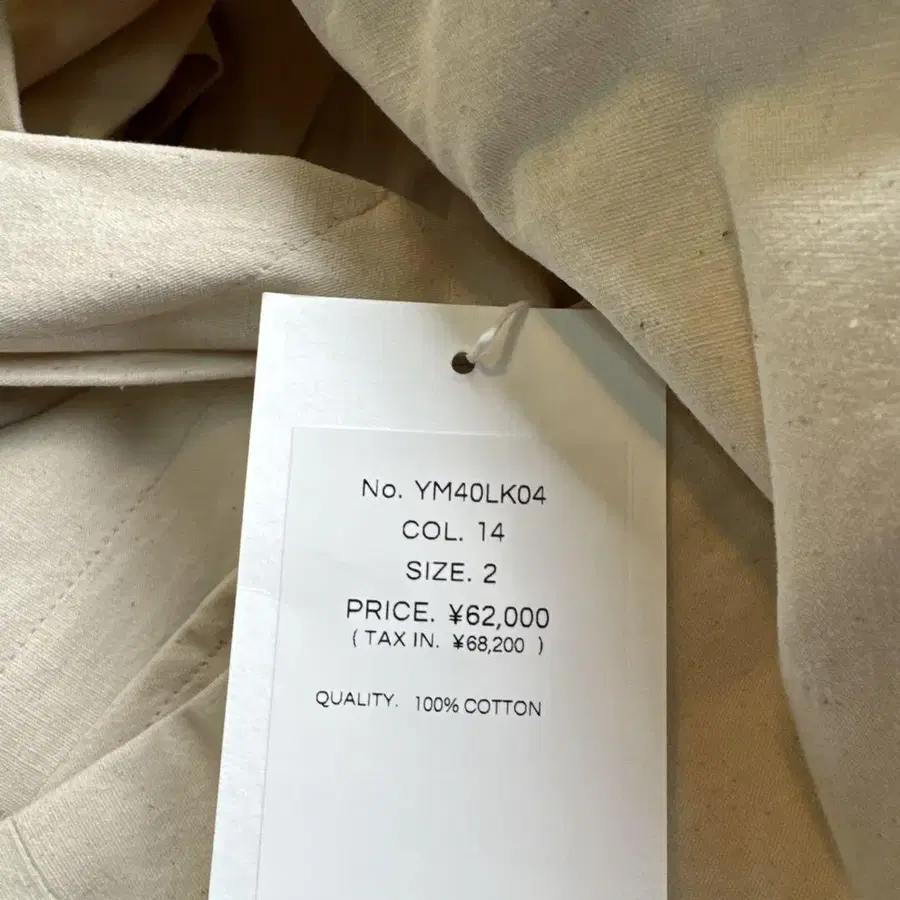 No. YM40LK04
COL. 14
SIZE. 2
PRICE. ¥62,000
( TAX IN. ¥68,200 )
QUALITY. 100% COTTON